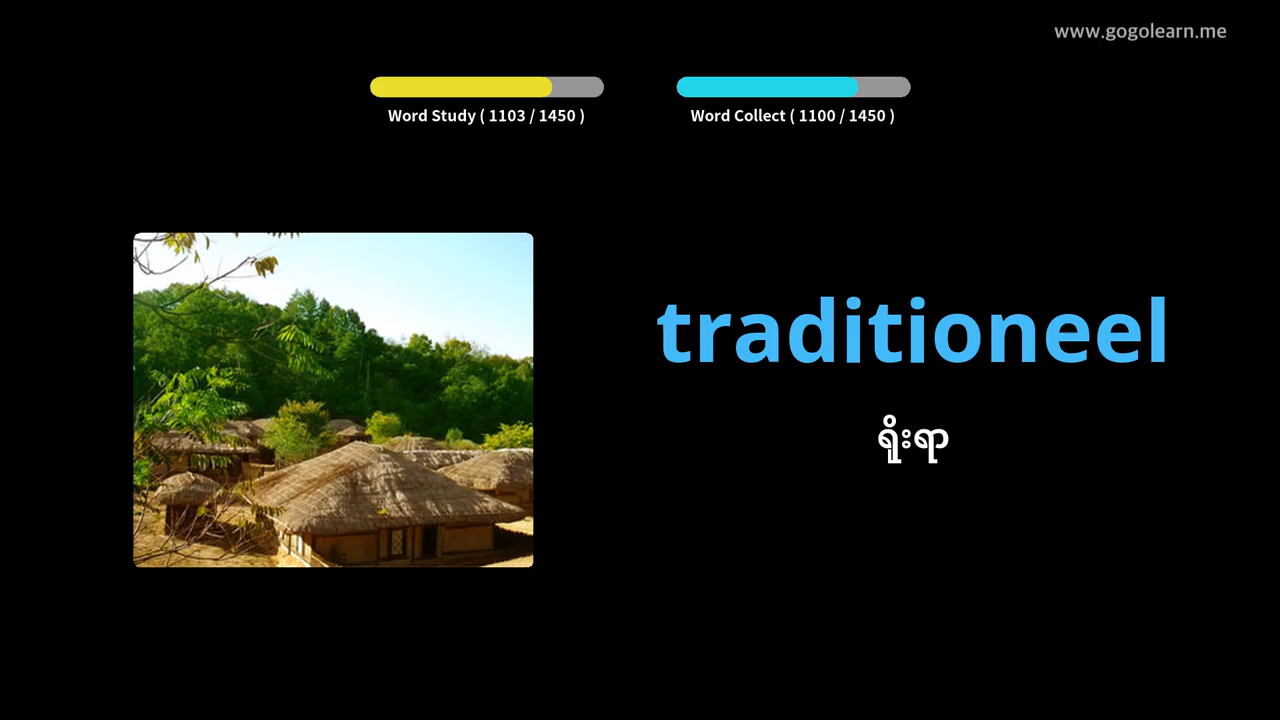 www.gogolearn.me
Word Study ( 1103 / 1450 )
Word Collect ( 1100 / 1450 )
traditioneel
ရိုးရာ